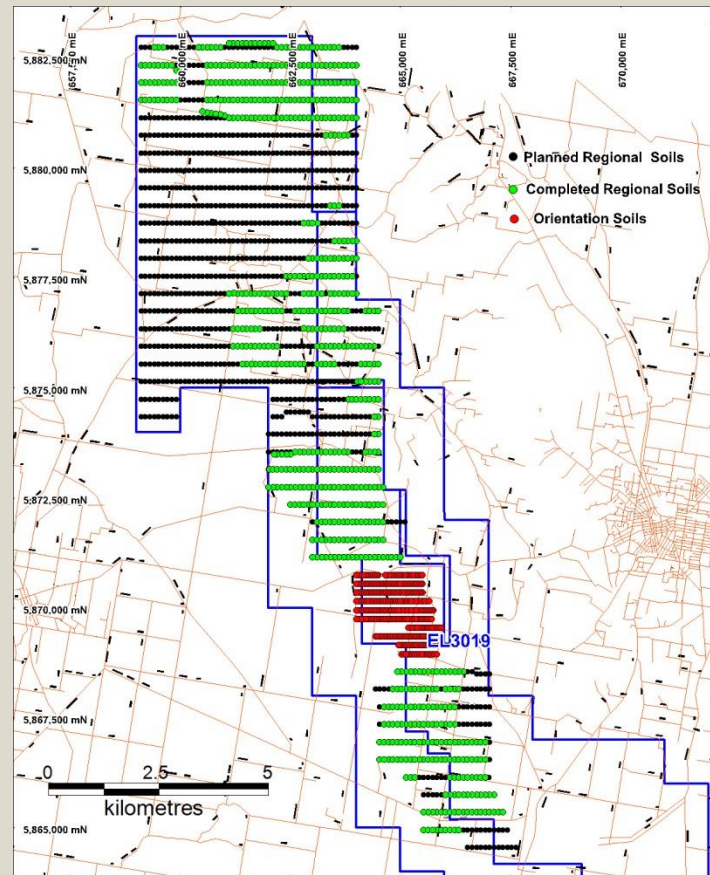 657,500 mE
660,000 mE
662,500 mE
665,000 mE
667,500 mE
670,000 mE
5,882,500 mN
Planned Regional Soils
5,880,000 mN
Completed Regional Soils
Orientation Soils
5,877,500 mN
5,875,000 mN
5,872,500 mN
5,870,000 mN
EL3019
5,867,500 mN
0 2.5 5
kilometres
5,865,000 mN